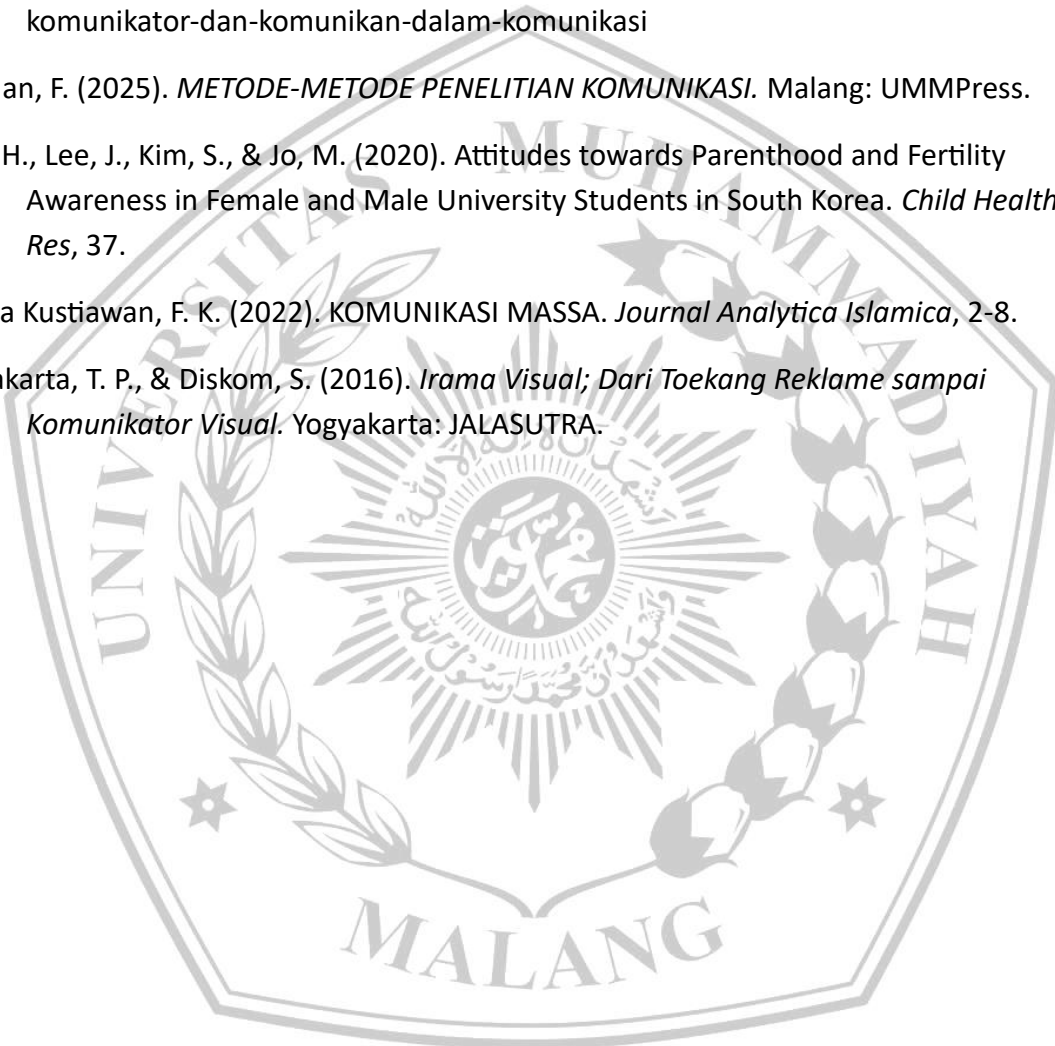 komunikator-dan-komunikan-dalam-komunikasi
an, F. (2025). METODE-METODE PENELITIAN KOMUNIKASI. Malang: UMMPress.
H., Lee, J., Kim, S., & Jo, M. (2020). Attitudes towards Parenthood and Fertility
Awareness in Female and Male University Students in South Korea. Child Health
Res, 37.
a Kustiawan, F. K. (2022). KOMUNIKASI MASSA. Journal Analytica Islamica, 2-8.
akarta, T. P., & Diskom, S. (2016). Irama Visual; Dari Toekang Reklame sampai
Komunikator Visual. Yogyakarta: JALASUTRA.
UNIVERSITAS MUHAMMADIYAH
MALANG